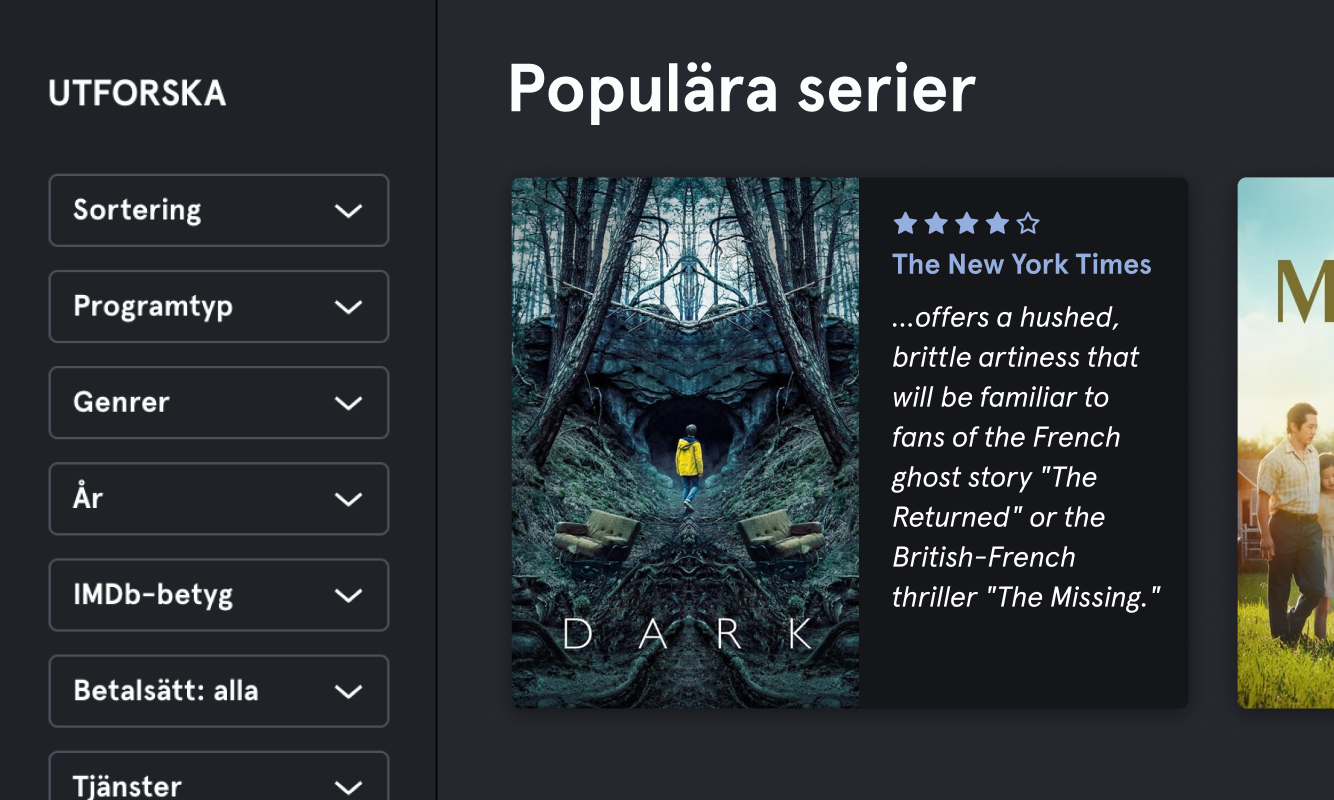 UTFORSKA
Sortering
Programtyp
Genrer
År
IMDb-betyg
Betalsätt: alla
Tjänster
Populära serier
D A R K
The New York Times
...offers a hushed,
brittle artiness that
will be familiar to
fans of the French
ghost story "The
Returned" or the
British-French
thriller "The Missing."
M